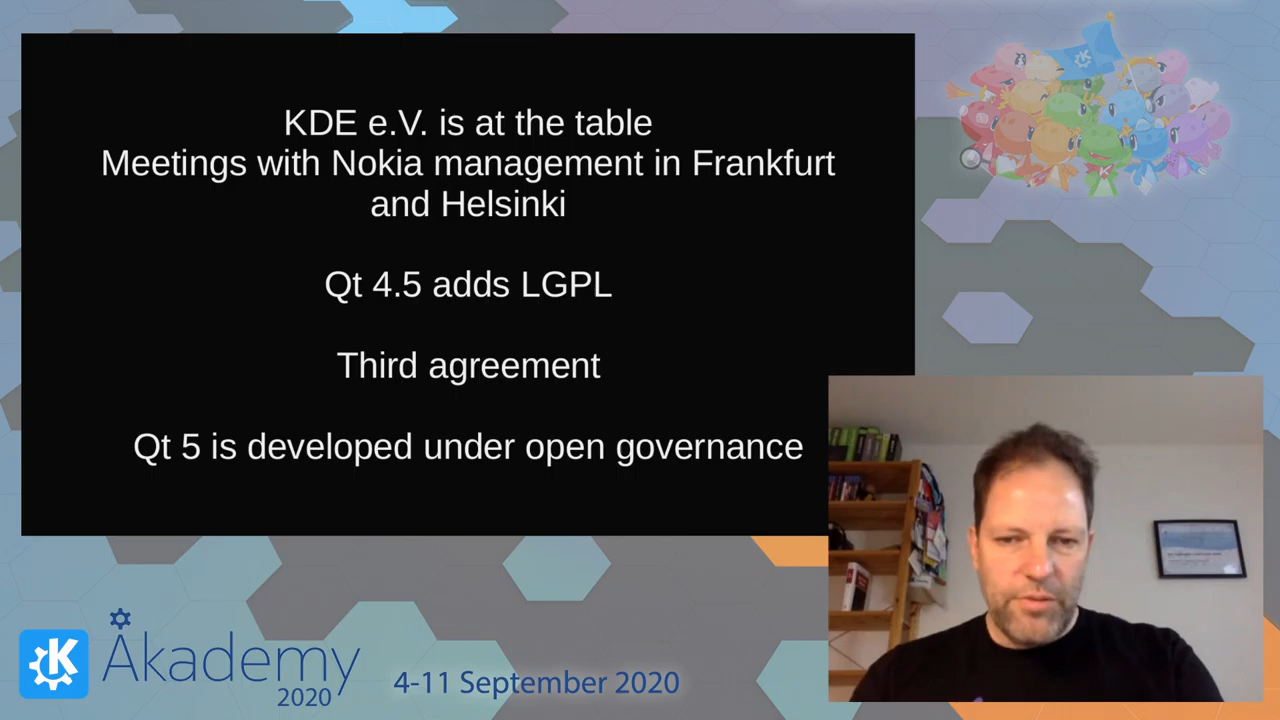 KDE e.V. is at the table
Meetings with Nokia management in Frankfurt
and Helsinki
Qt 4.5 adds LGPL
Third agreement
Qt 5 is developed under open governance
Akademy
2020
4-11 September 2020